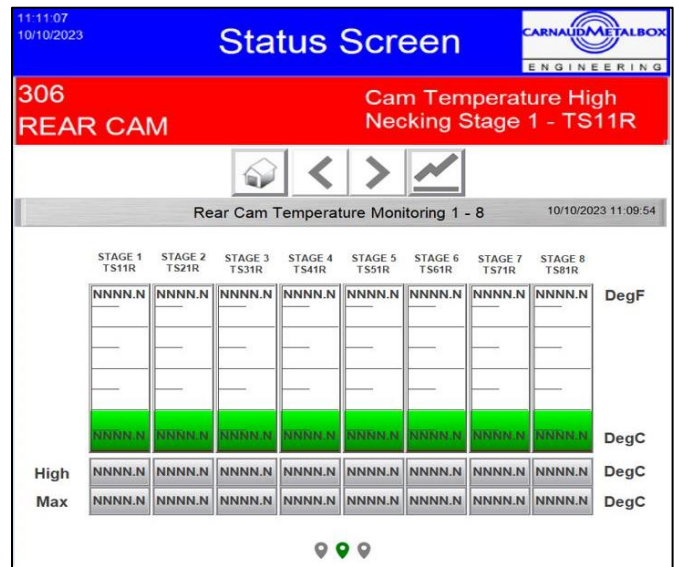 11:11:07
10/10/2023
Status Screen
CARNAUDMETALBOX
ENGINEERING
306
REAR CAM
Cam Temperature High
Necking Stage 1 - TS11R
Rear Cam Temperature Monitoring 1 - 8
10/10/2023 11:09:54
STAGE 1 STAGE 2 STAGE 3 STAGE 4 STAGE 5 STAGE 6 STAGE 7 STAGE 8
TS11R TS21R TS31R TS41R TS51R TS61R TS71R TS81R
NNNN.N NNNN.N NNNN.N NNNN.N NNNN.N NNNN.N NNNN.N NNNN.N DegF
NNNN.N NNNN.N NNNN.N NNNN.N NNNN.N NNNN.N NNNN.N NNNN.N DegC
High NNNN.N NNNN.N NNNN.N NNNN.N NNNN.N NNNN.N NNNN.N NNNN.N DegC
Max NNNN.N NNNN.N NNNN.N NNNN.N NNNN.N NNNN.N NNNN.N NNNN.N DegC